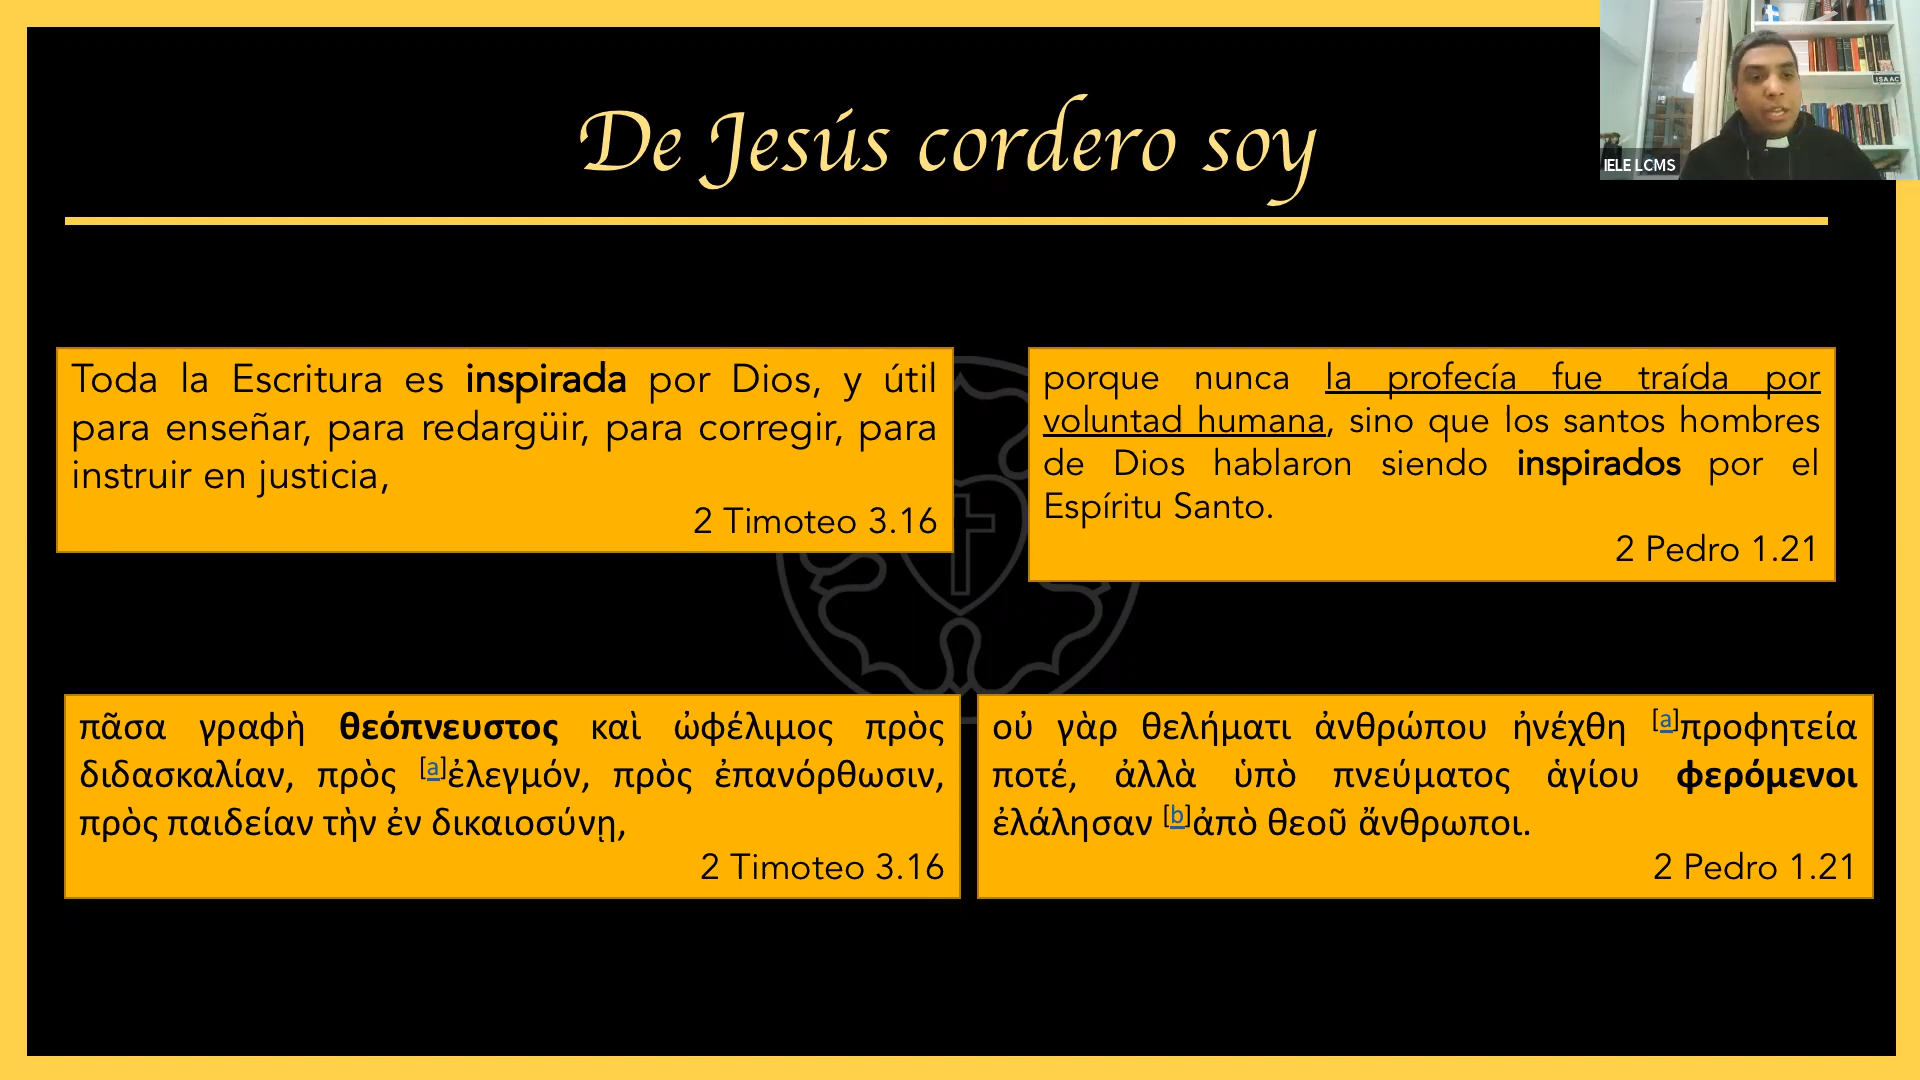 De Jesús cordero soy
IELE LCMS
ISAAC
Toda la Escritura es inspirada por Dios, y útil
para enseñar, para redargüir, para corregir, para
instruir en justicia,
2 Timoteo 3.16
porque nunca la profecía fue traída por
voluntad humana, sino que los santos hombres
de Dios hablaron siendo inspirados por el
Espíritu Santo.
2 Pedro 1.21
πᾶσα γραφὴ θεόπνευστος καὶ ὠφέλιμος πρὸς
διδασκαλίαν, πρὸς [a]ἐλεγμόν, πρὸς ἐπανόρθωσιν,
πρὸς παιδείαν τὴν ἐν δικαιοσύνῃ,
2 Timoteo 3.16
οὐ γὰρ θελήματι ἀνθρώπου ἠνέχθη [a]προφητεία
ποτέ, ἀλλὰ ὑπὸ πνεύματος ἁγίου φερόμενοι
ἐλάλησαν [b]ἀπὸ θεοῦ ἄνθρωποι.
2 Pedro 1.21